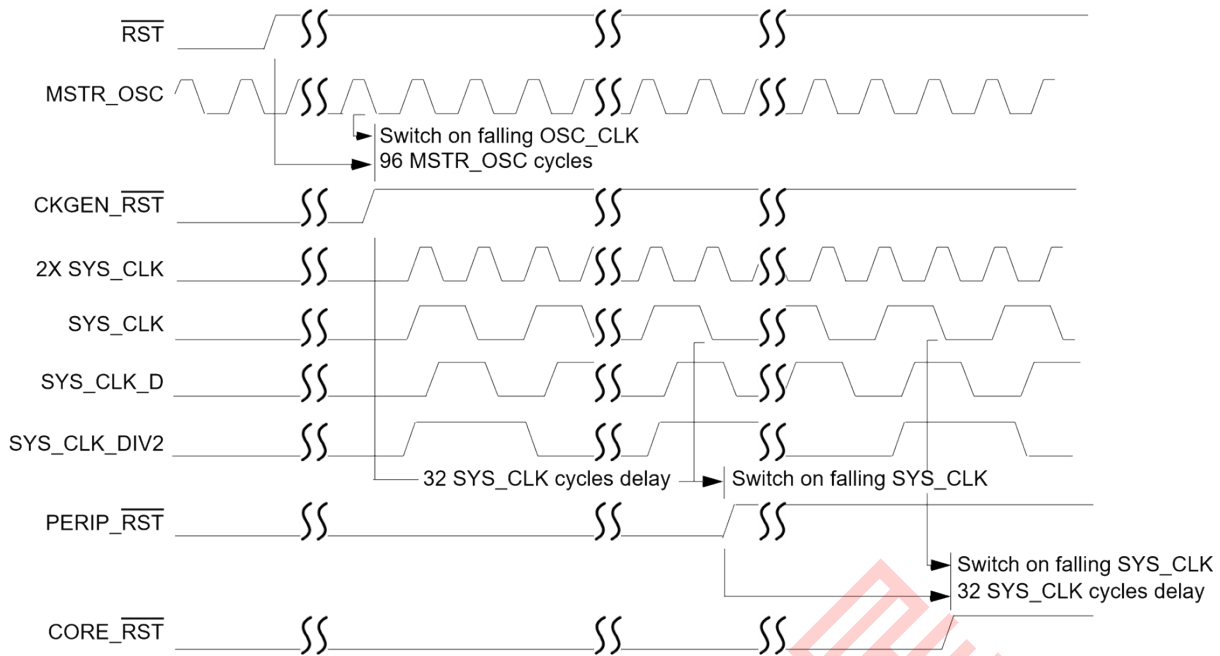 RST
MSTR_OSC
Switch on falling OSC_CLK
96 MSTR_OSC cycles
CKGEN_RST
2X SYS_CLK
SYS_CLK
SYS_CLK_D
SYS_CLK_DIV2
32 SYS_CLK cycles delay
Switch on falling SYS_CLK
PERIP_RST
Switch on falling SYS_CLK
32 SYS_CLK cycles delay
CORE_RST